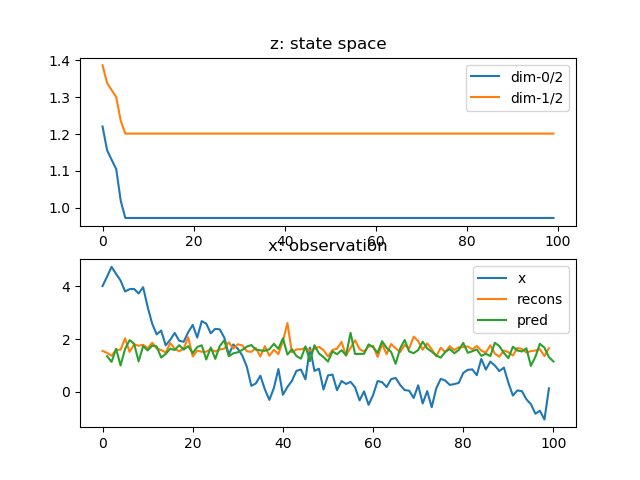 z: state space
1.4
1.3
1.2
1.1
1.0
dim-0/2
dim-1/2
0 20 40 60 80 100
x: observation
4
2
0
x
recons
pred
0 20 40 60 80 100